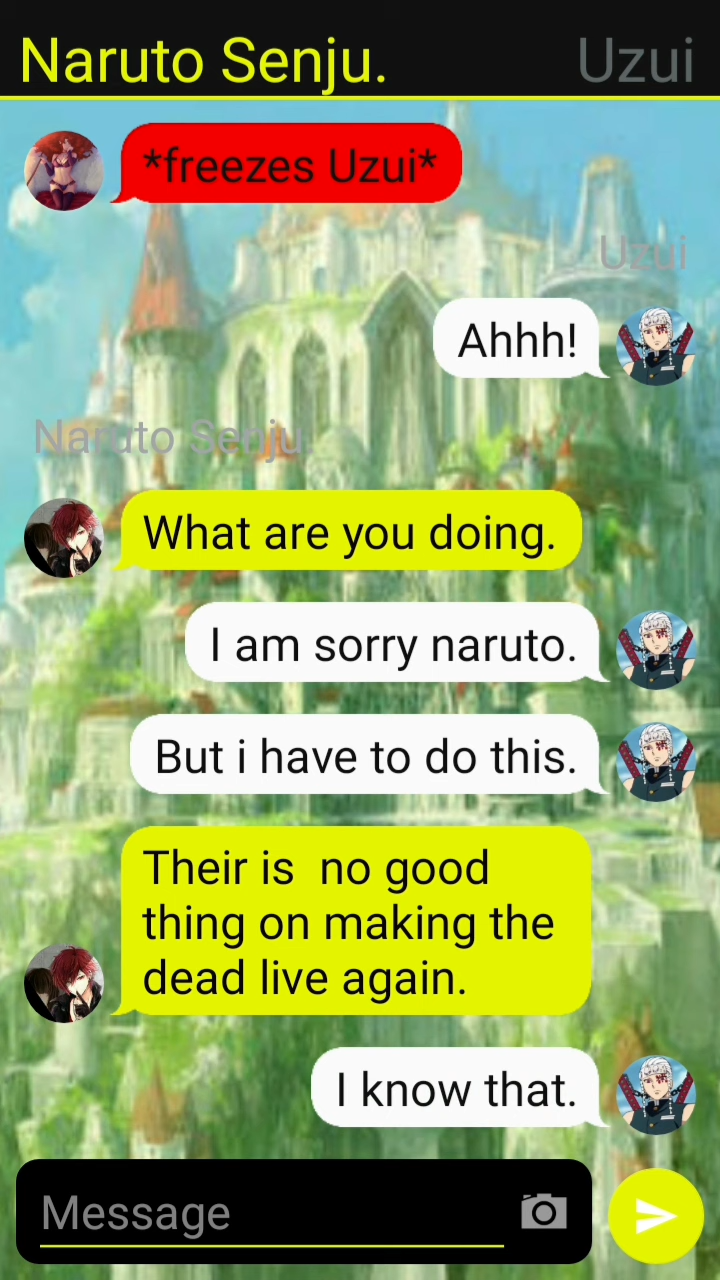 Naruto Senju. Uzui
*freezes Uzui*
Uzui
Ahhh!
Naruto Senju.
What are you doing.
I am sorry naruto.
But i have to do this.
Their is  no good
thing on making the
dead live again.
I know that.
Message